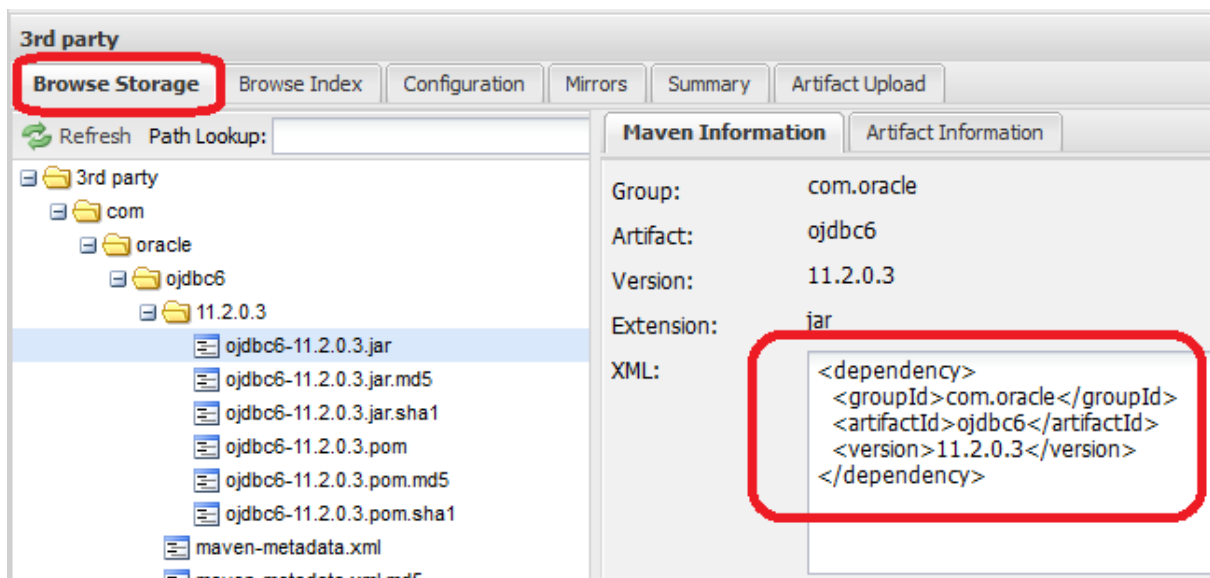 3rd party
Browse Storage Browse Index Configuration Mirrors Summary Artifact Upload
Refresh Path Lookup:
3rd party
com
oracle
ojdbc6
11.2.0.3
ojdbc6-11.2.0.3.jar
ojdbc6-11.2.0.3.jar.md5
ojdbc6-11.2.0.3.jar.sha1
ojdbc6-11.2.0.3.pom
ojdbc6-11.2.0.3.pom.md5
ojdbc6-11.2.0.3.pom.sha1
maven-metadata.xml
maven-metadata.xml.md5
Maven Information Artifact Information
Group: com.oracle
Artifact: ojdbc6
Version: 11.2.0.3
Extension: jar
XML:
<dependency>
<groupId>com.oracle</groupId>
<artifactId>ojdbc6</artifactId>
<version>11.2.0.3</version>
</dependency>